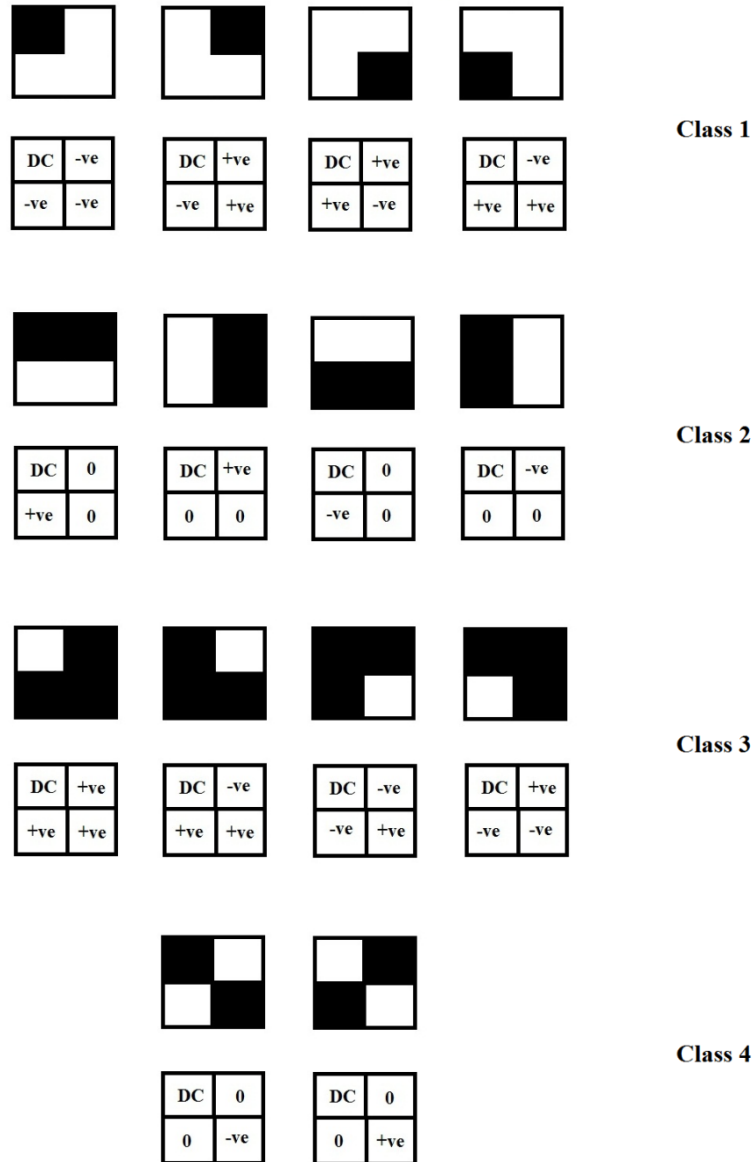 Class 1
DC -ve DC +ve DC +ve DC -ve
-ve -ve -ve +ve +ve -ve +ve +ve
Class 2
DC 0 DC +ve DC 0 DC -ve
+ve 0 0 0 -ve 0 0 0
Class 3
DC +ve DC -ve DC -ve DC +ve
+ve +ve +ve +ve -ve +ve -ve -ve
Class 4
DC 0 DC 0
0 -ve 0 +ve